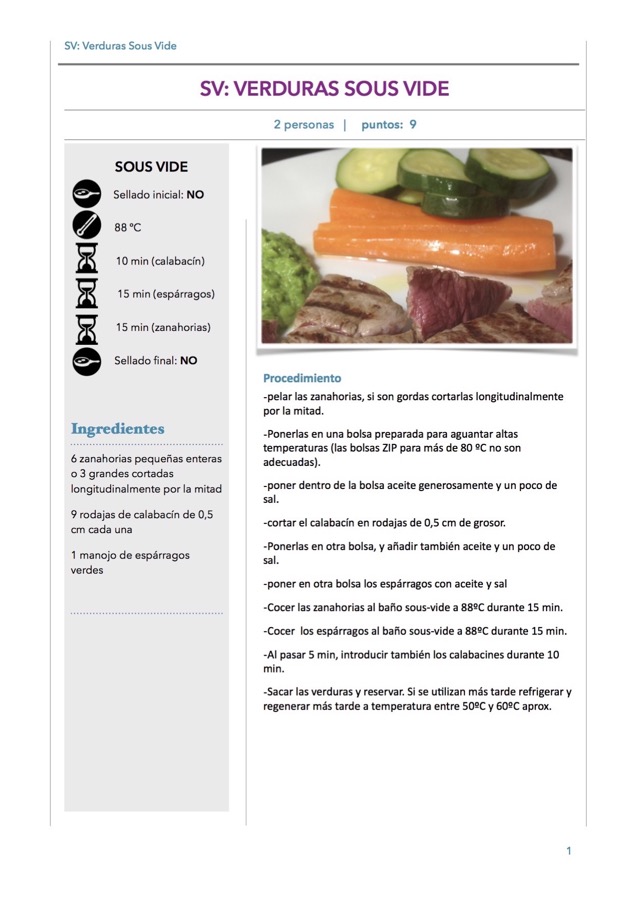 SV: Verduras Sous Vide
SV: VERDURAS SOUS VIDE
2 personas | puntos: 9
SOUS VIDE
Sellado inicial: NO
88 ºC
10 min (calabacín)
15 min (espárragos)
15 min (zanahorias)
Sellado final: NO
Ingredientes
6 zanahorias pequeñas enteras
o 3 grandes cortadas
longitudinalmente por la mitad
9 rodajas de calabacín de 0,5
cm cada una
1 manojo de espárragos
verdes
Procedimiento
-pelar las zanahorias, si son gordas cortarlas longitudinalmente
por la mitad.
-Ponerlas en una bolsa preparada para aguantar altas
temperaturas (las bolsas ZIP para más de 80 ºC no son
adecuadas).
-poner dentro de la bolsa aceite generosamente y un poco de
sal.
-cortar el calabacín en rodajas de 0,5 cm de grosor.
-Ponerlas en otra bolsa, y añadir también aceite y un poco de
sal.
-poner en otra bolsa los espárragos con aceite y sal
-Cocer las zanahorias al baño sous-vide a 88ºC durante 15 min.
-Cocer los espárragos al baño sous-vide a 88ºC durante 15 min.
-Al pasar 5 min, introducir también los calabacines durante 10
min.
-Sacar las verduras y reservar. Si se utilizan más tarde refrigerar y
regenerar más tarde a temperatura entre 50ºC y 60ºC aprox.
1